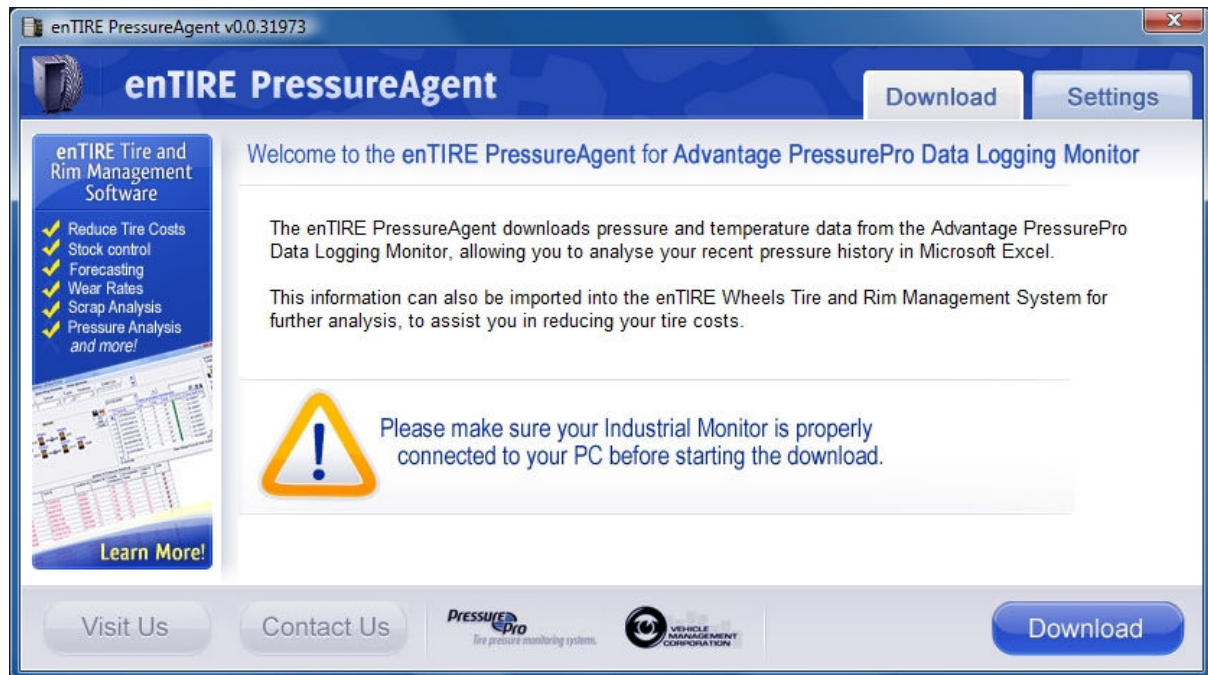 enTIRE PressureAgent v0.0.31973
enTIRE PressureAgent
Download
Settings
enTIRE Tire and
Rim Management
Software
Reduce Tire Costs
Stock control
Forecasting
Wear Rates
Scrap Analysis
Pressure Analysis
and more!
Learn More!
Welcome to the enTIRE PressureAgent for Advantage PressurePro Data Logging Monitor
The enTIRE PressureAgent downloads pressure and temperature data from the Advantage PressurePro
Data Logging Monitor, allowing you to analyse your recent pressure history in Microsoft Excel.
This information can also be imported into the enTIRE Wheels Tire and Rim Management System for
further analysis, to assist you in reducing your tire costs.
Please make sure your Industrial Monitor is properly
connected to your PC before starting the download.
Visit Us
Contact Us
PressurePro
Tire pressure monitoring systems.
VEHICLE
MANAGEMENT
CORPORATION
Download